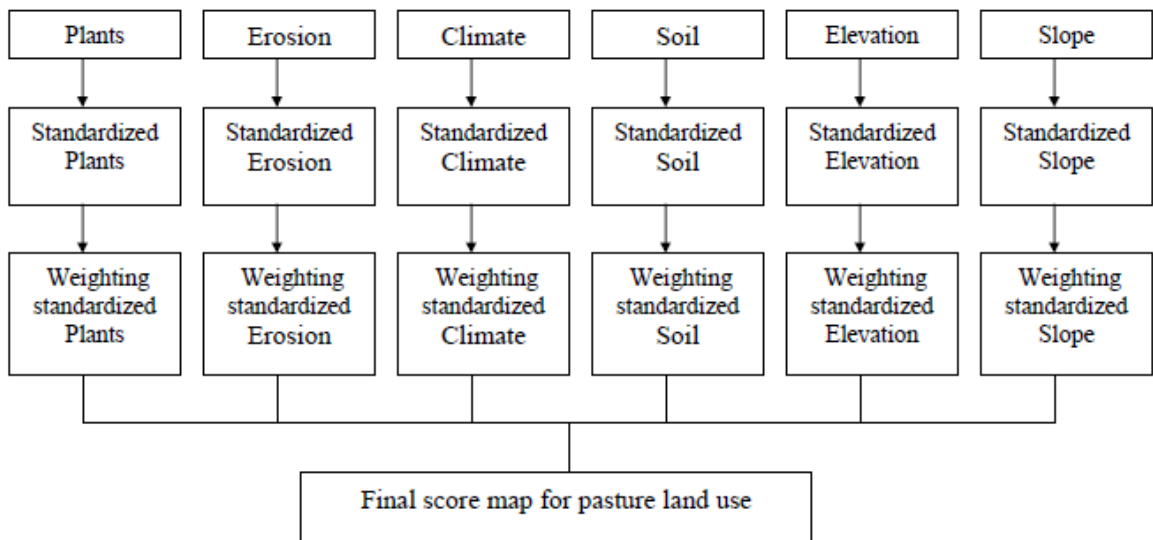 Plants
Erosion
Climate
Soil
Elevation
Slope
Standardized
Plants
Standardized
Erosion
Standardized
Climate
Standardized
Soil
Standardized
Elevation
Standardized
Slope
Weighting
standardized
Plants
Weighting
standardized
Erosion
Weighting
standardized
Climate
Weighting
standardized
Soil
Weighting
standardized
Elevation
Weighting
standardized
Slope
Final score map for pasture land use